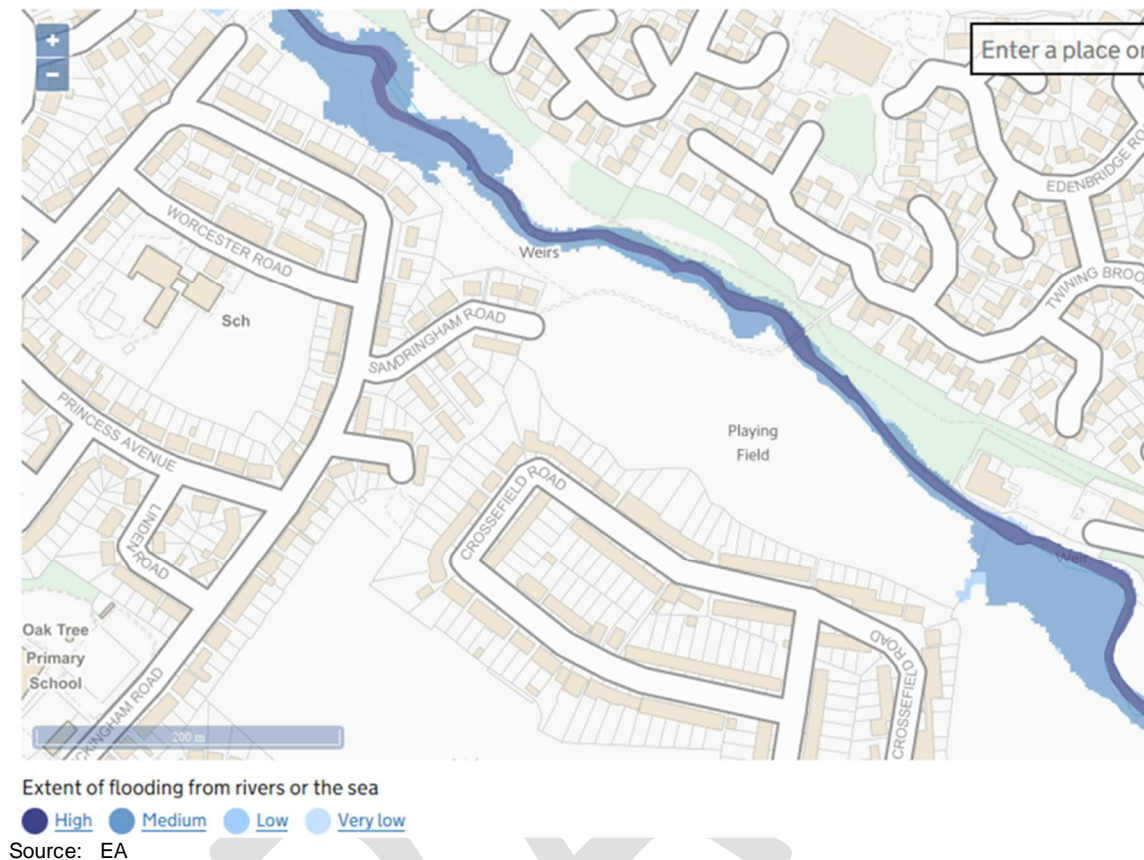 +
Enter a place or
−
EDENBRIDGE RO
WORCESTER ROAD
Weirs
TWINING BROO
Sch
SANDRINGHAM ROAD
PRINCESS AVENUE
Playing
Field
CROSSEFIELD ROAD
LINDEN ROAD
Weir
Oak Tree
Primary
School
CROSSEFIELD ROAD
CKINGHAM ROAD
200 m
Extent of flooding from rivers or the sea
High Medium Low Very low
Source: EA